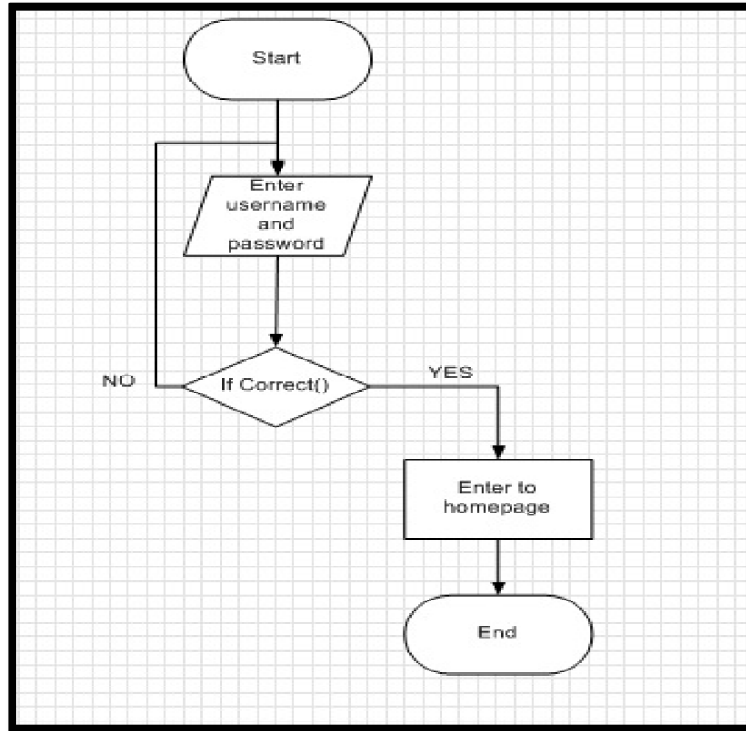 Start
Enter
username
and
password
If Correct()
NO
YES
Enter to
homepage
End